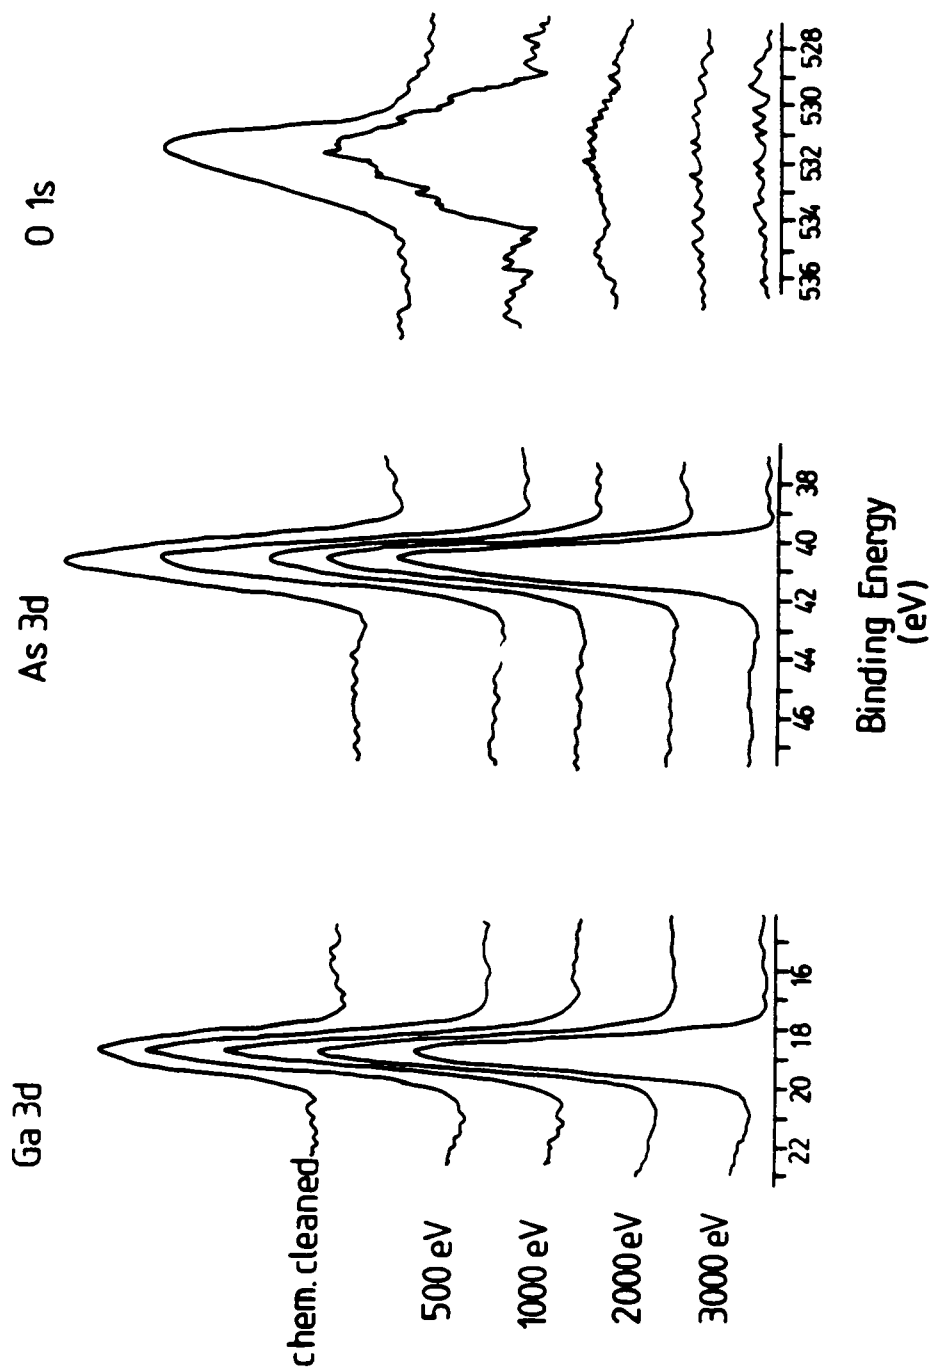 Ga 3d
As 3d
O 1s
chem. cleaned
500 eV
1000 eV
2000 eV
3000 eV
22 20 18 16
46 44 42 40 38
536 534 532 530 528
Binding Energy
(eV)